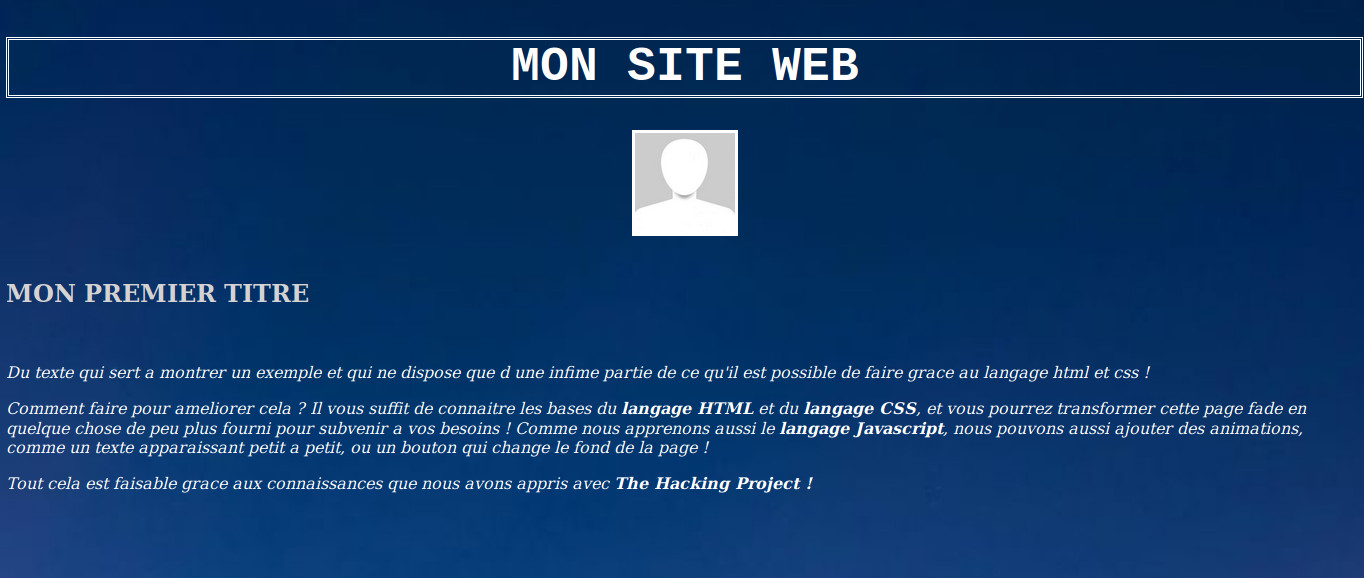 MON SITE WEB
MON PREMIER TITRE
Du texte qui sert a montrer un exemple et qui ne dispose que d une infime partie de ce qu'il est possible de faire grace au langage html et css !
Comment faire pour ameliorer cela ? Il vous suffit de connaitre les bases du langage HTML et du langage CSS, et vous pourrez transformer cette page fade en
quelque chose de peu plus fourni pour subvenir a vos besoins ! Comme nous apprenons aussi le langage Javascript, nous pouvons aussi ajouter des animations,
comme un texte apparaissant petit a petit, ou un bouton qui change le fond de la page !
Tout cela est faisable grace aux connaissances que nous avons appris avec The Hacking Project !